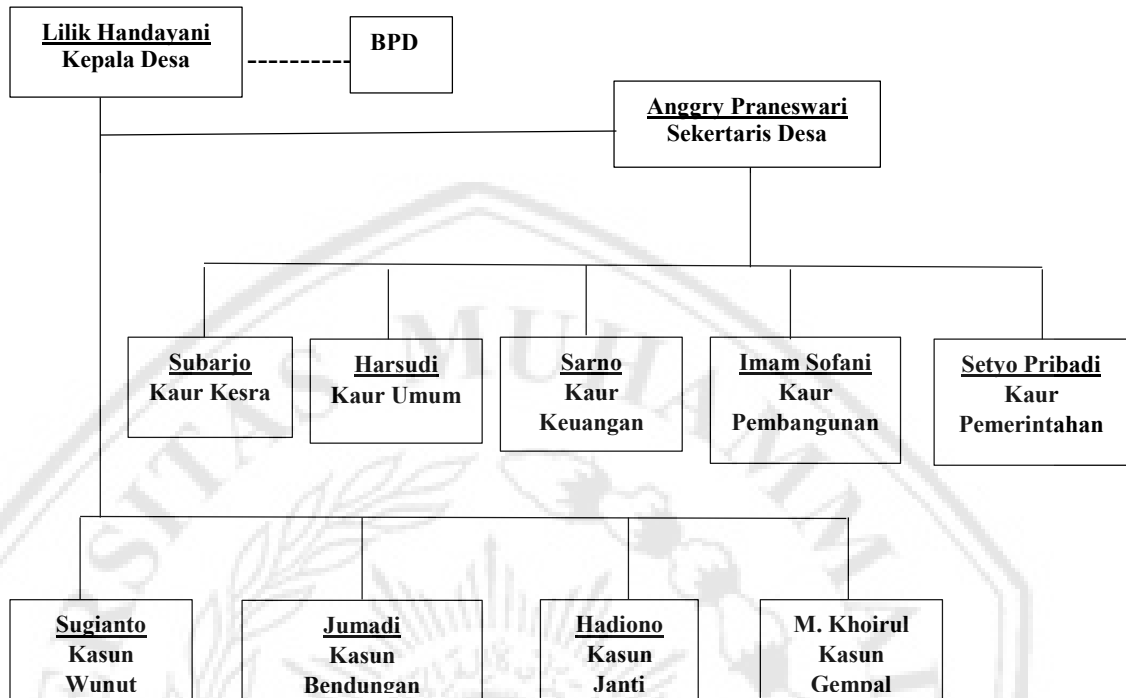 Lilik Handayani
Kepala Desa
BPD
Anggry Praneswari
Sekertaris Desa
Subarjo
Kaur Kesra
Harsudi
Kaur Umum
Sarno
Kaur
Keuangan
Imam Sofani
Kaur
Pembangunan
Setyo Pribadi
Kaur
Pemerintahan
Sugianto
Kasun
Wunut
Jumadi
Kasun
Bendungan
Hadiono
Kasun
Janti
M. Khoirul
Kasun
Gempal
SITAS MUHAMMA